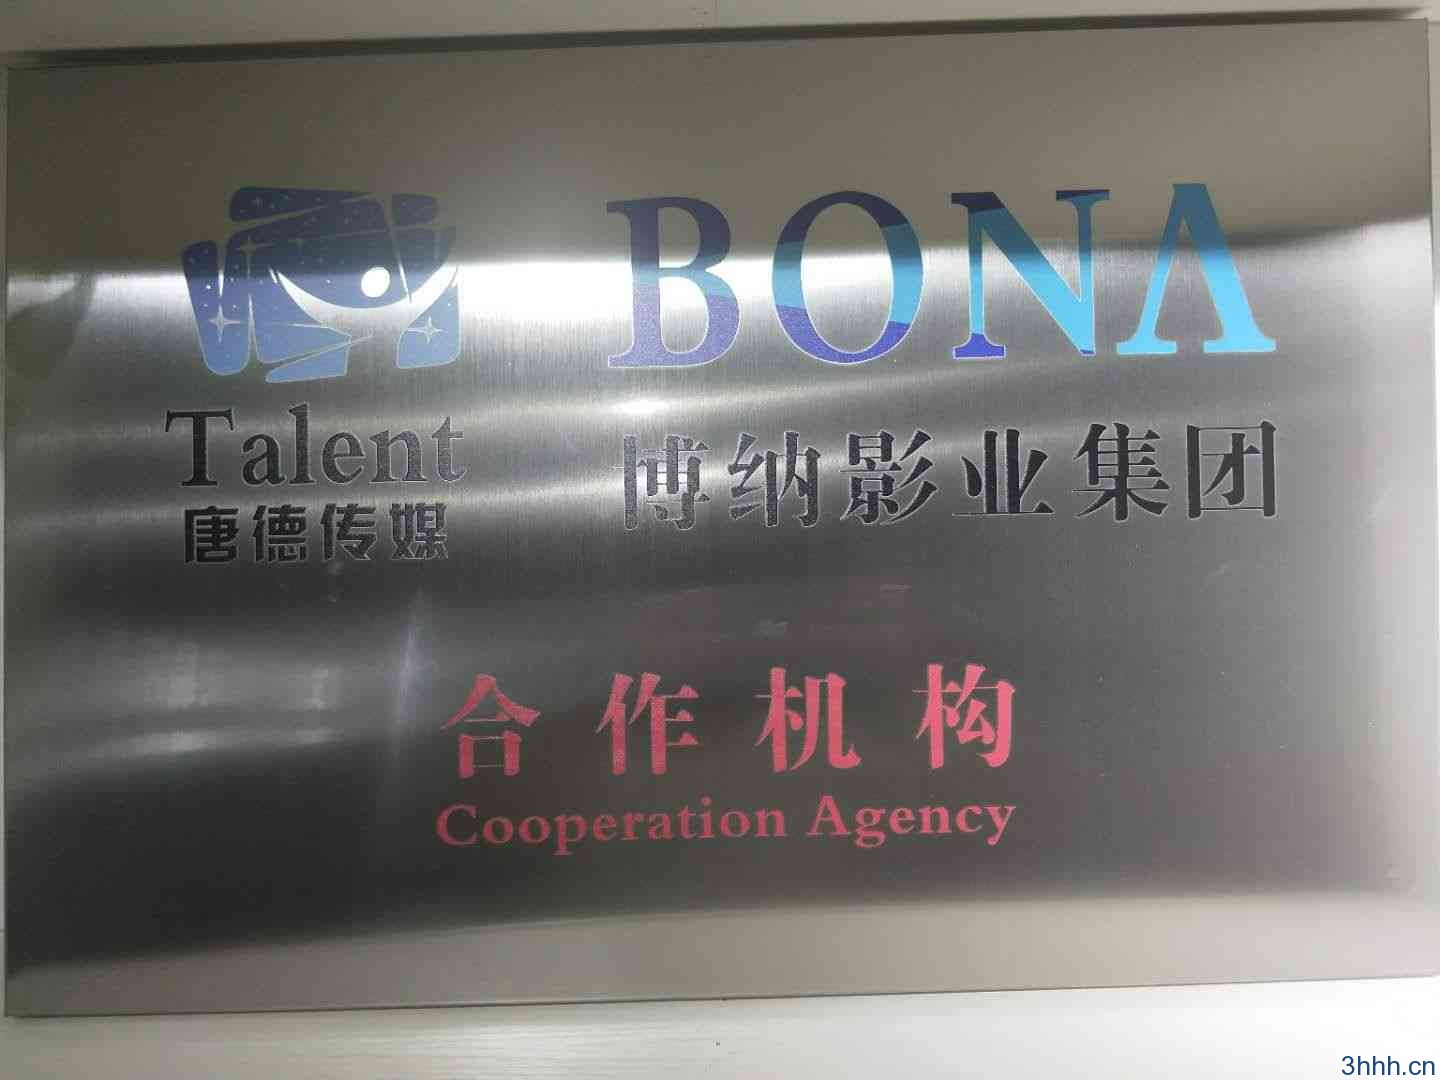 Talent
唐德传媒
BONA
博纳影业集团
合作机构
Cooperation Agency
3hhh.cn